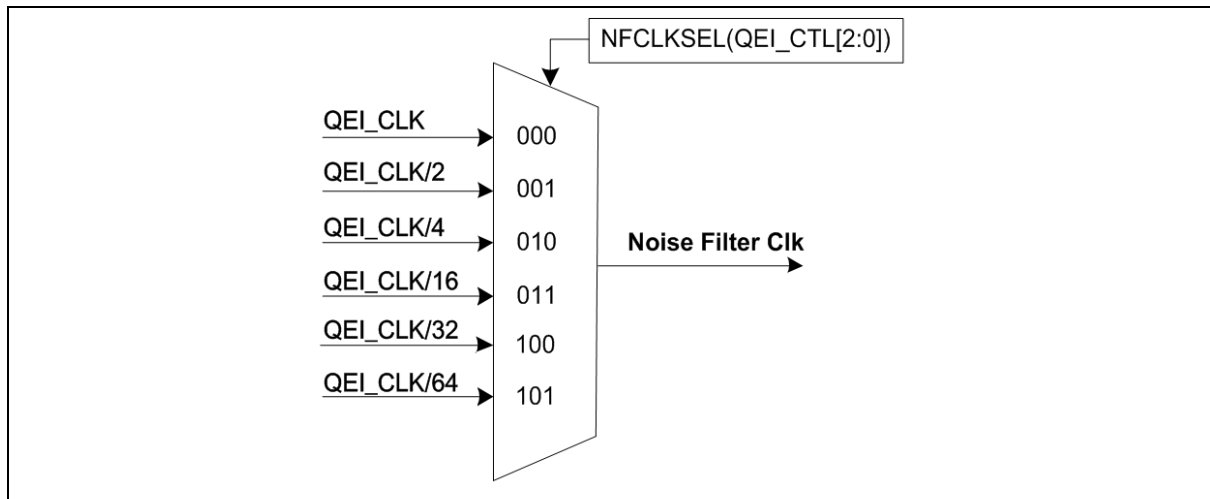 NFCLKSEL(QEI_CTL[2:0])
QEI_CLK
000
QEI_CLK/2
001
QEI_CLK/4
010
Noise Filter Clk
QEI_CLK/16
011
QEI_CLK/32
100
QEI_CLK/64
101